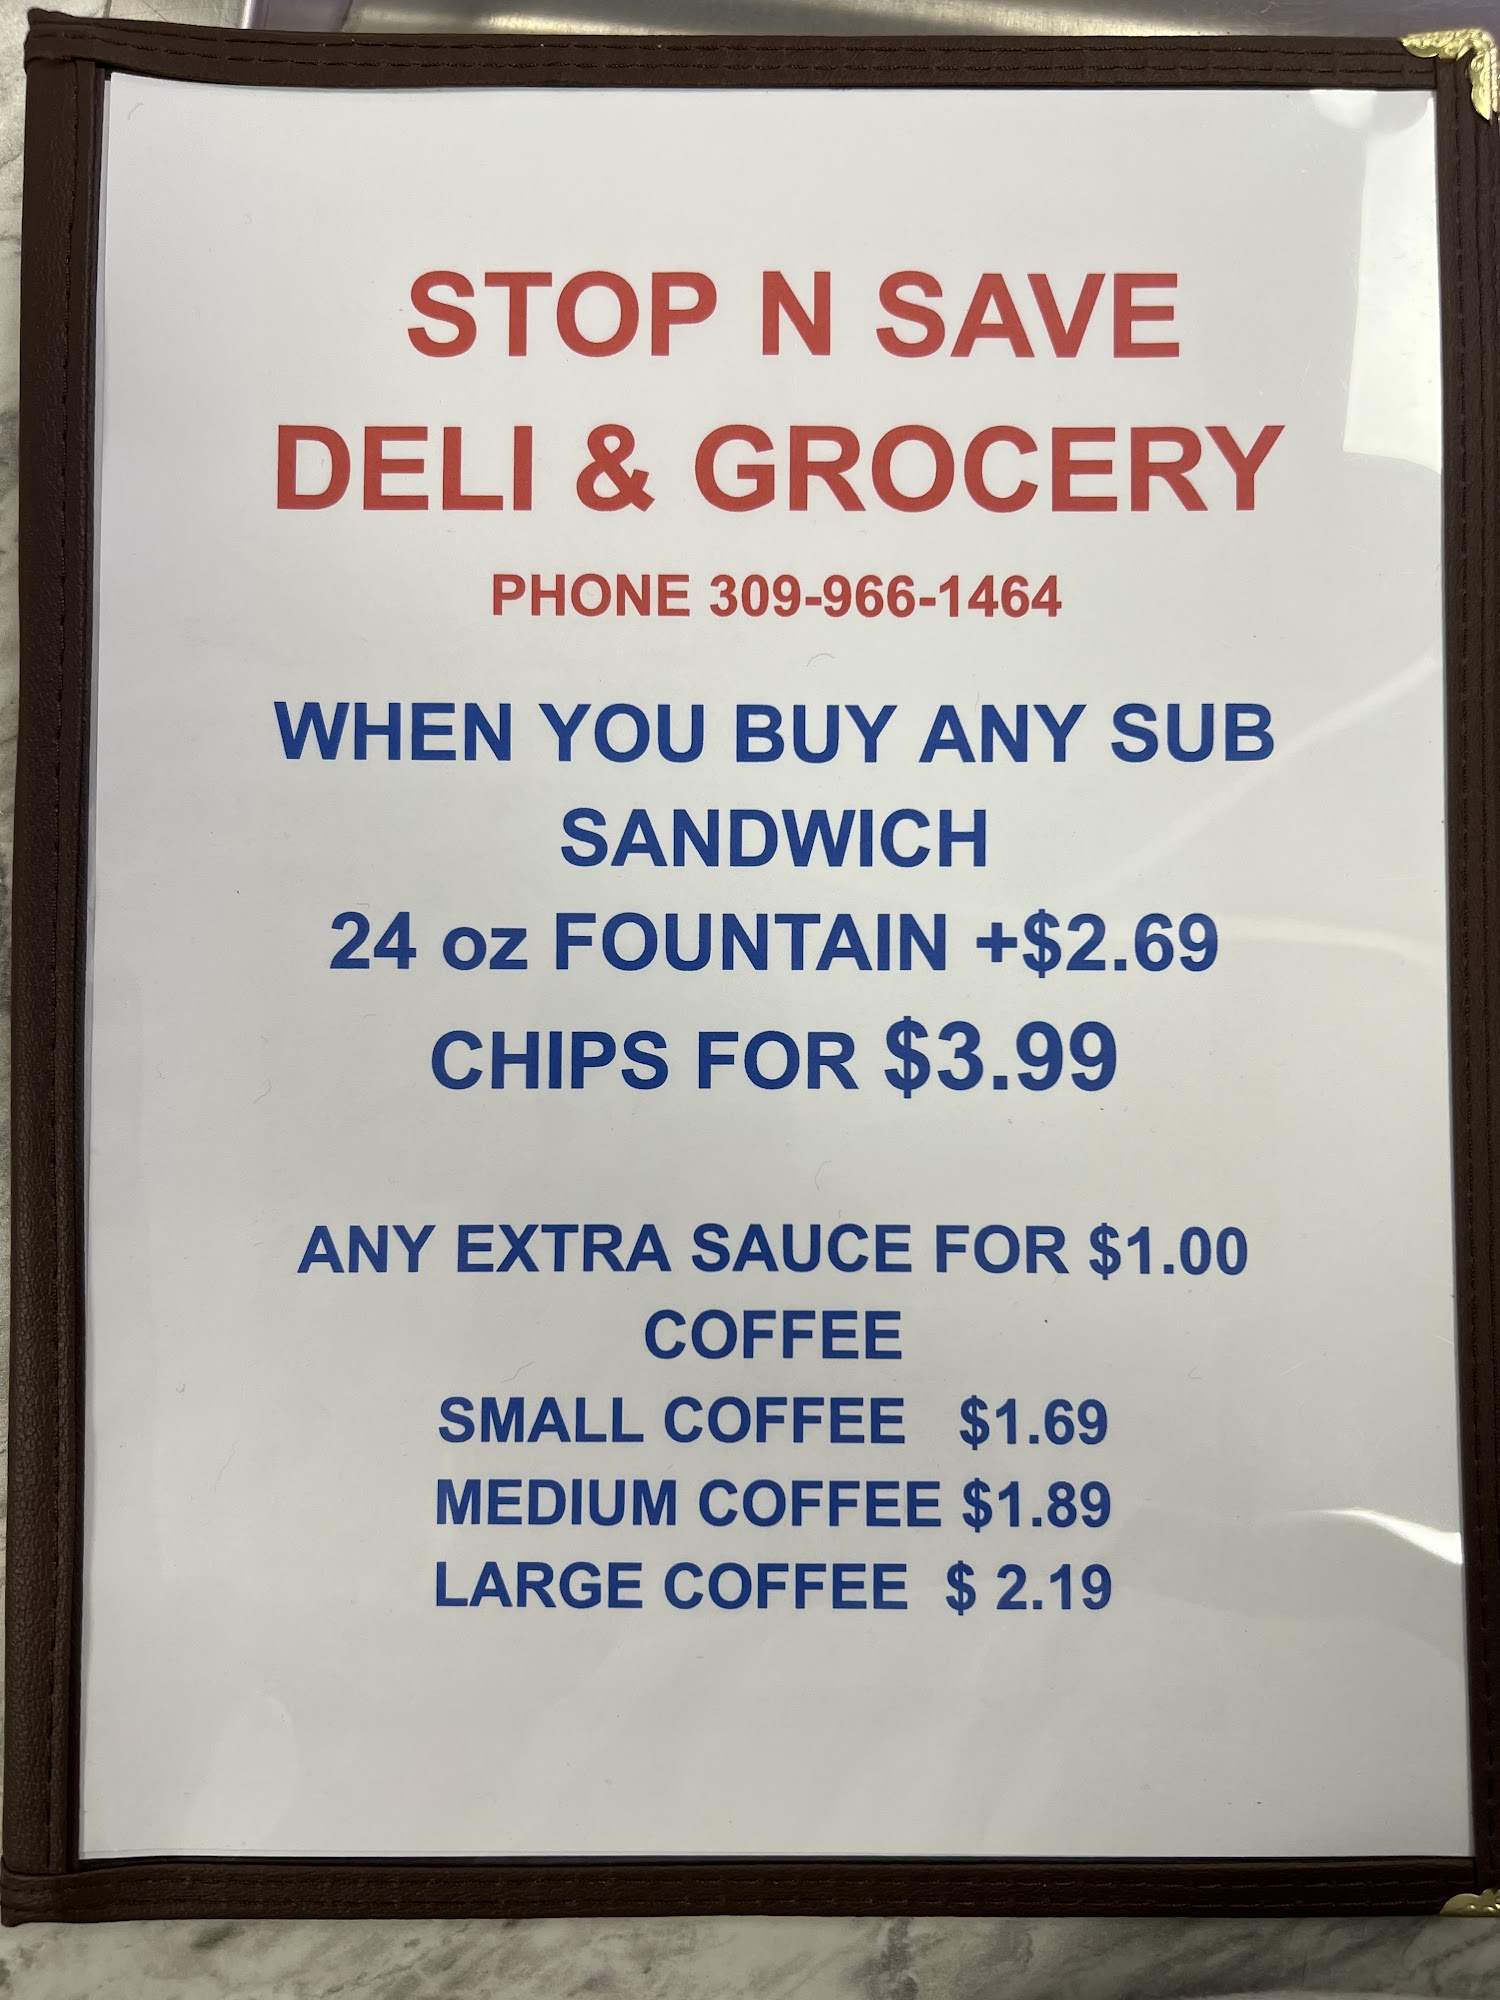 STOP N SAVE
DELI & GROCERY
PHONE 309-966-1464
WHEN YOU BUY ANY SUB
SANDWICH
24 oz FOUNTAIN +$2.69
CHIPS FOR $3.99
ANY EXTRA SAUCE FOR $1.00
COFFEE
SMALL COFFEE $1.69
MEDIUM COFFEE $1.89
LARGE COFFEE $ 2.19